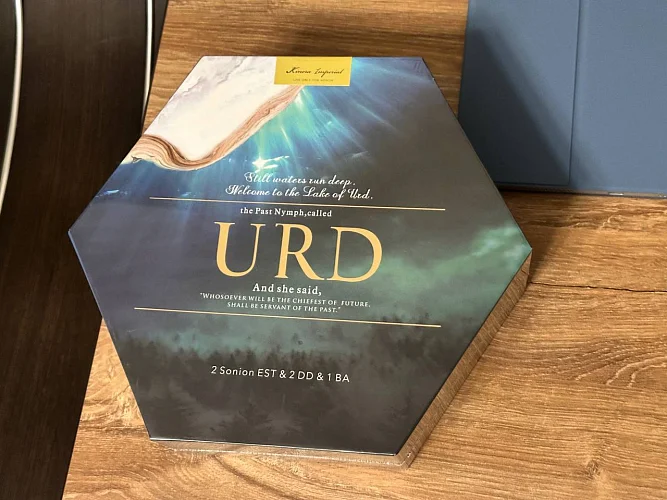 Kinera Imperial
Still waters run deep.
Welcome to the Lake of Urd.
the Past Nymph,called
URD
And she said,
"WHOSOEVER WILL BE THE CHIEFEST OF FUTURE,
SHALL BE SERVANT OF THE PAST."
2 Sonion EST & 2 DD & 1 BA